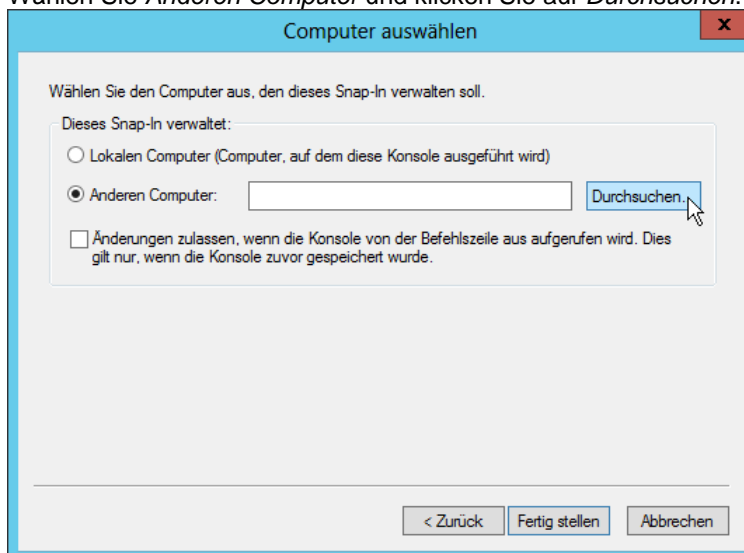 Wählen Sie Anderen Computer und klicken Sie auf Durchsuchen.
Computer auswählen
x
Wählen Sie den Computer aus, den dieses Snap-In verwalten soll.
Dieses Snap-In verwaltet:
Lokalen Computer (Computer, auf dem diese Konsole ausgeführt wird)
Anderen Computer: Durchsuchen...
Änderungen zulassen, wenn die Konsole von der Befehlszeile aus aufgerufen wird. Dies
gilt nur, wenn die Konsole zuvor gespeichert wurde.
< Zurück Fertig stellen Abbrechen